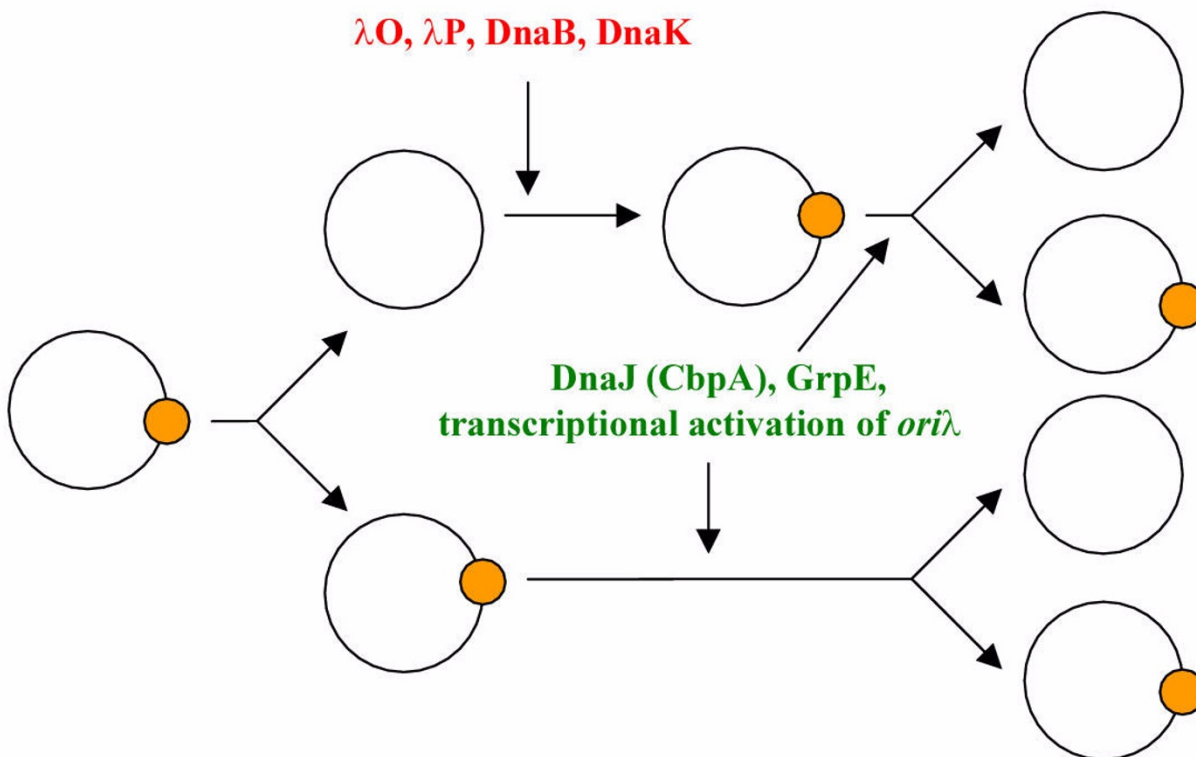 λO, λP, DnaB, DnaK
DnaJ (CbpA), GrpE,
transcriptional activation of oriλ